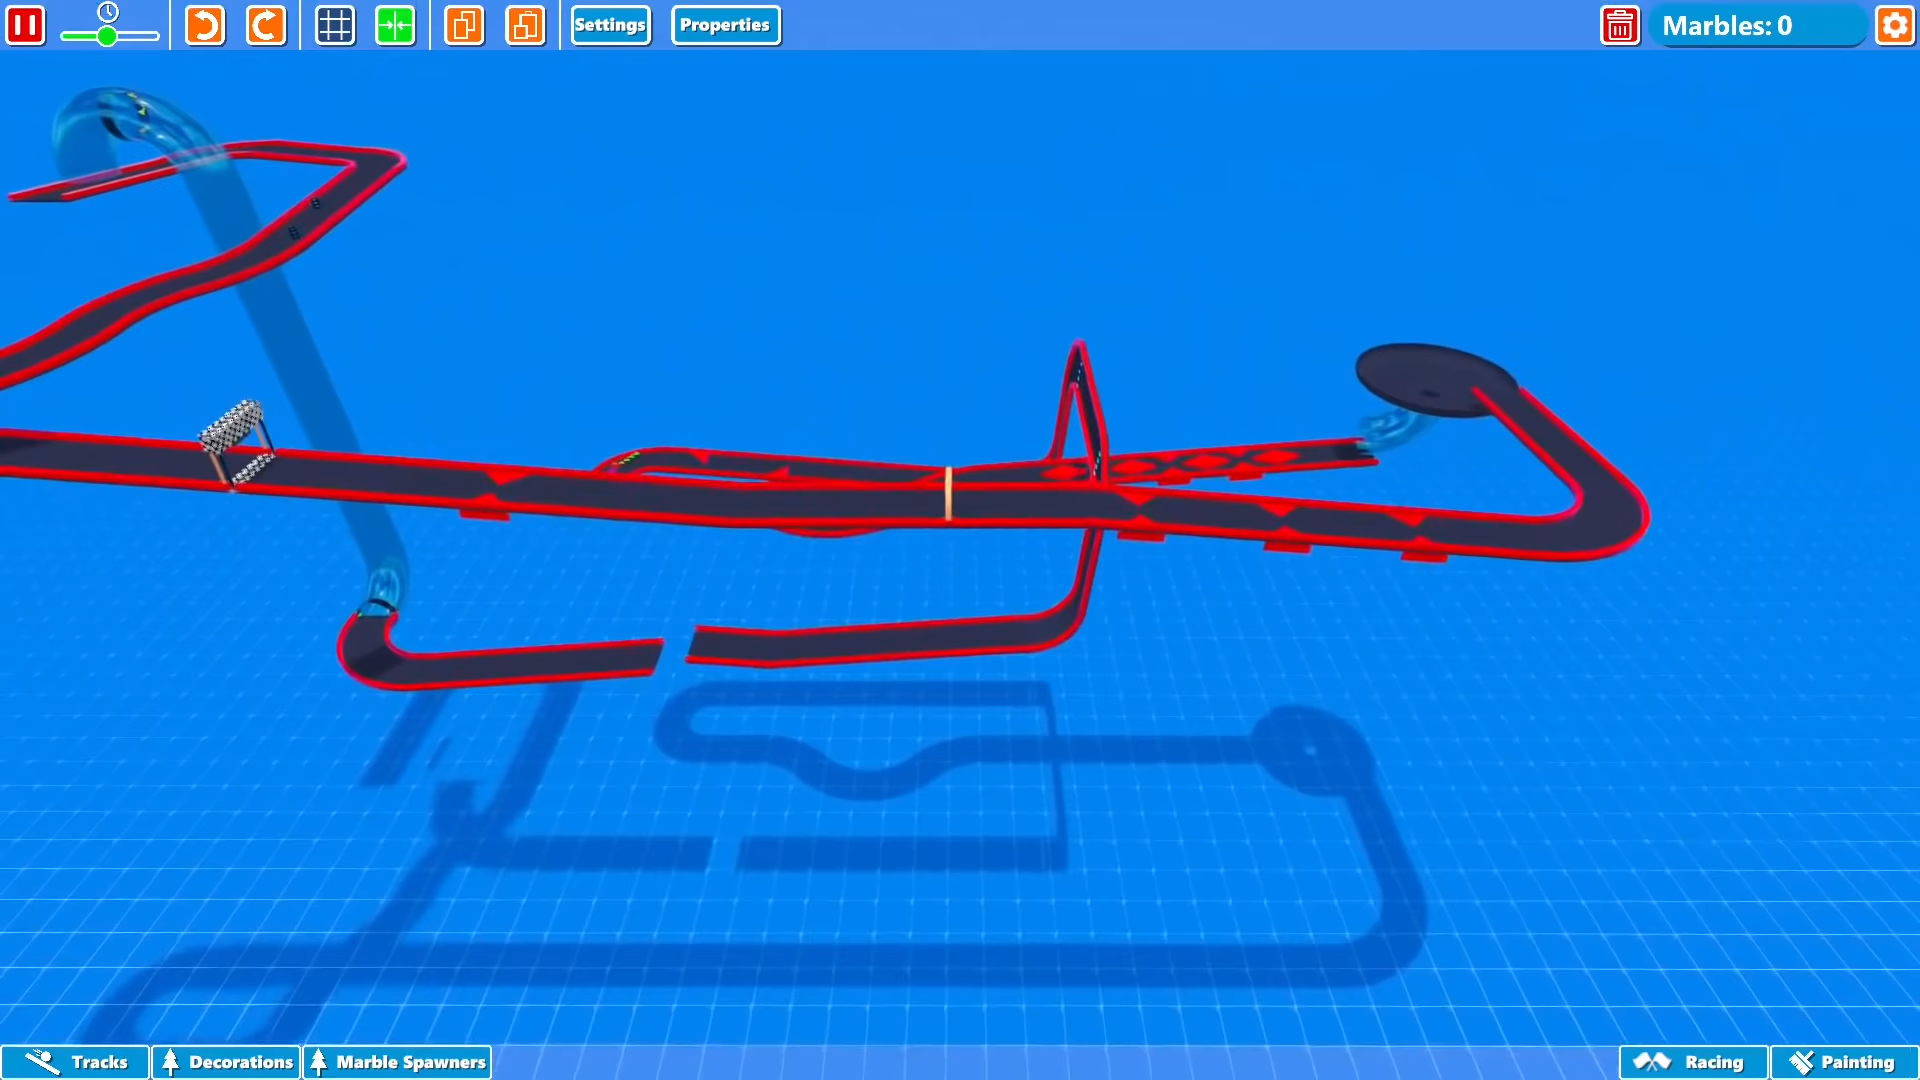 Settings
Properties
Marbles: 0
Tracks
Decorations
Marble Spawners
Racing
Painting